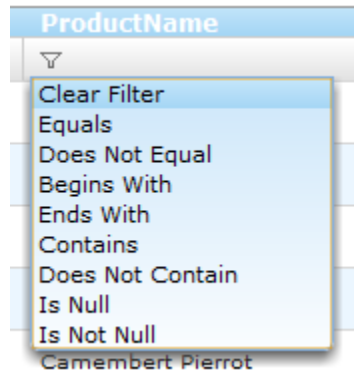 ProductName
Clear Filter
Equals
Does Not Equal
Begins With
Ends With
Contains
Does Not Contain
Is Null
Is Not Null
Camembert Pierrot